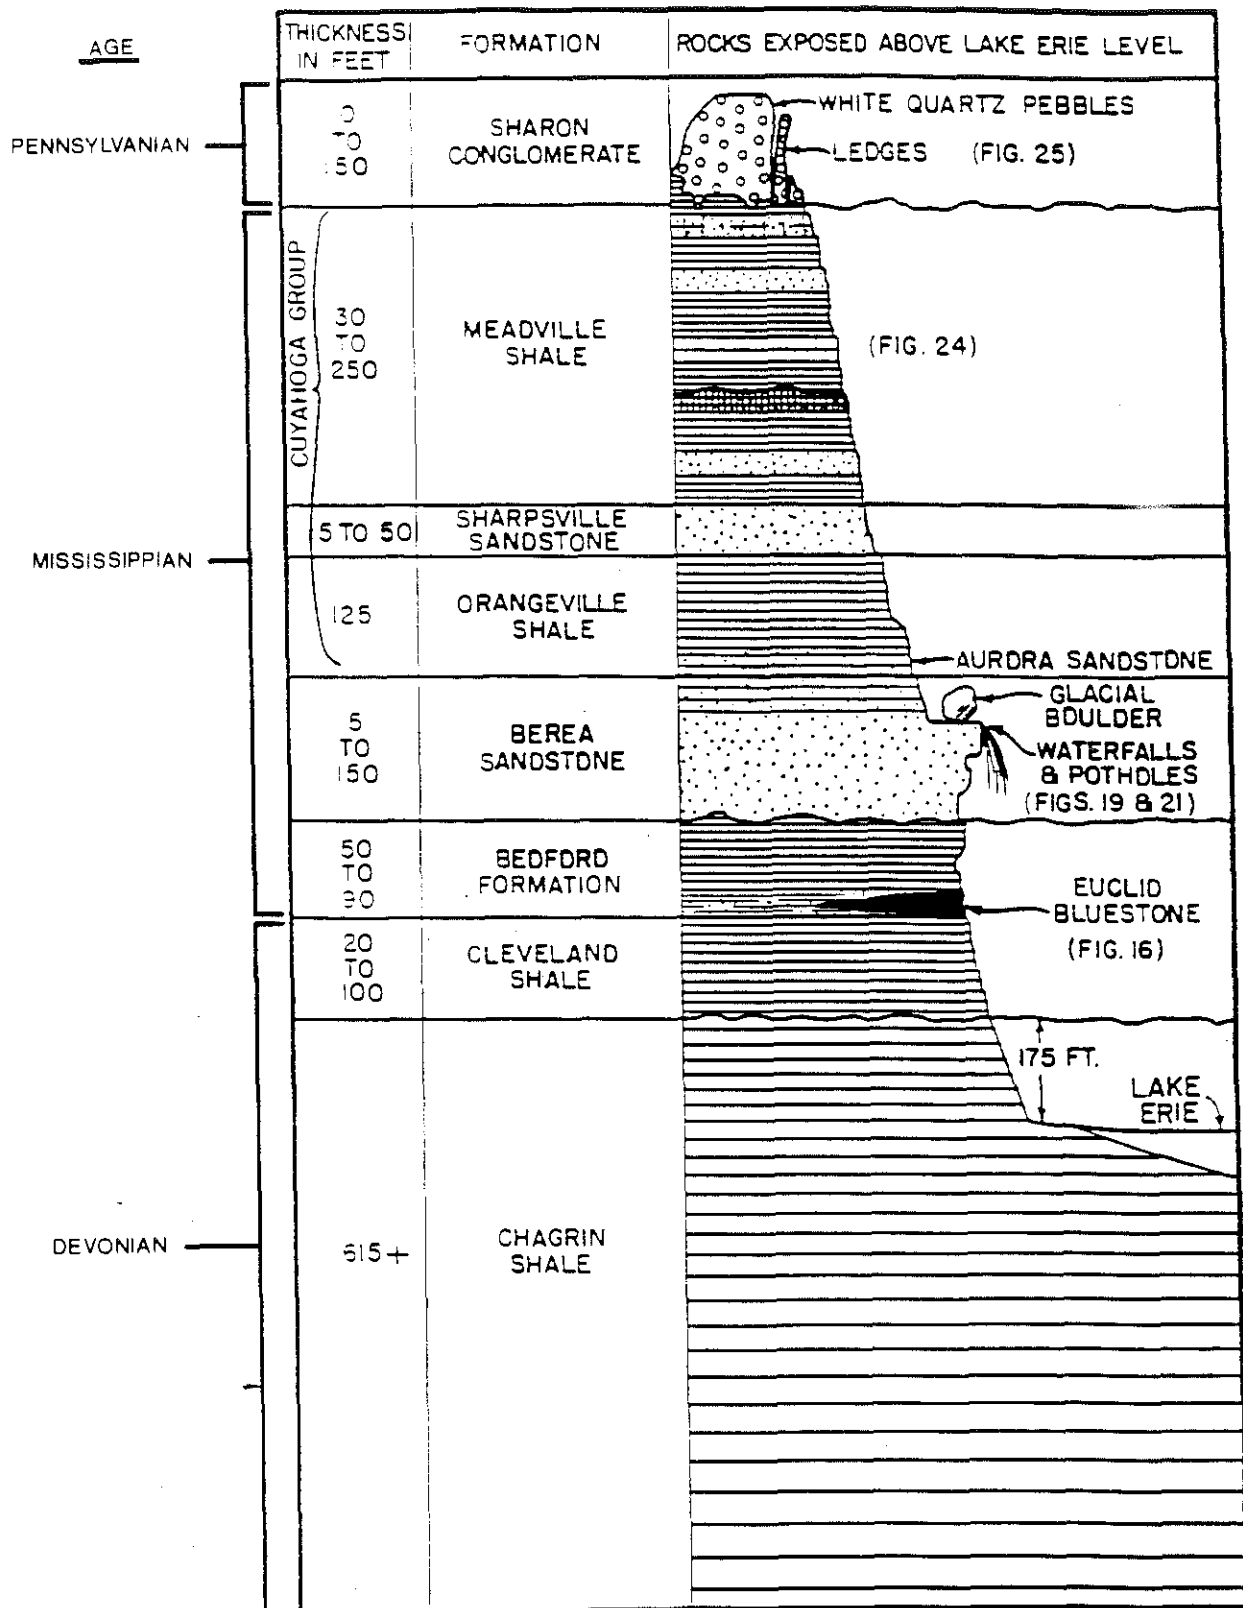 AGE
THICKNESS
IN FEET
FORMATION
ROCKS EXPOSED ABOVE LAKE ERIE LEVEL
PENNSYLVANIAN
0
TO
150
SHARON
CONGLOMERATE
WHITE QUARTZ PEBBLES
LEDGES (FIG. 25)
MISSISSIPPIAN
CUYAHOGA GROUP
30
TO
250
MEADVILLE
SHALE
(FIG. 24)
5 TO 50
SHARPSVILLE
SANDSTONE
125
ORANGEVILLE
SHALE
AURORA SANDSTONE
5
TO
150
BEREA
SANDSTONE
GLACIAL
BOULDER
WATERFALLS
& POTHOLES
(FIGS. 19 & 21)
50
TO
90
BEDFORD
FORMATION
EUCLID
BLUESTONE
(FIG. 16)
DEVONIAN
20
TO
100
CLEVELAND
SHALE
175 FT.
LAKE
ERIE
615+
CHAGRIN
SHALE